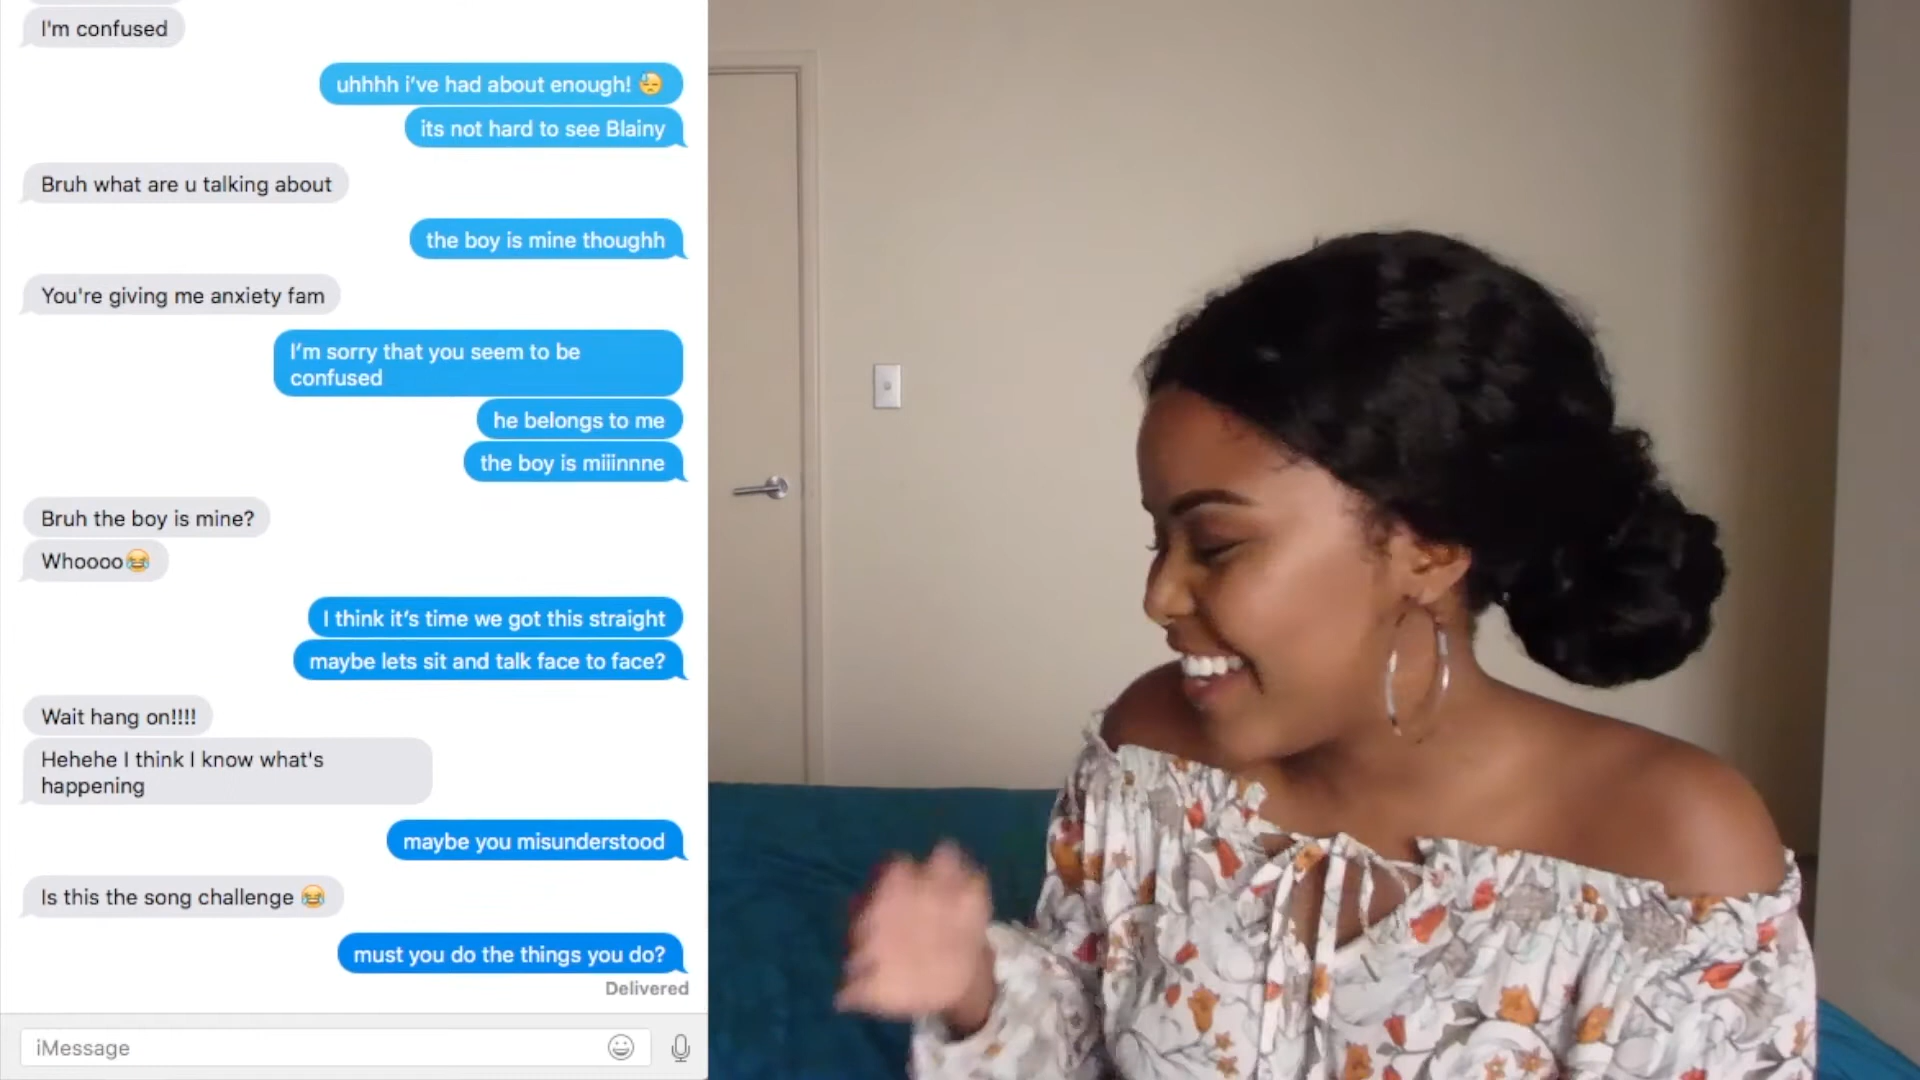 I'm confused
uhhhh i've had about enough! 😓
its not hard to see Blainy
Bruh what are u talking about
the boy is mine thoughh
You're giving me anxiety fam
I'm sorry that you seem to be
confused
he belongs to me
the boy is miiinnne
Bruh the boy is mine?
Whoooo😂
I think it's time we got this straight
maybe lets sit and talk face to face?
Wait hang on!!!!
Hehehe I think I know what's
happening
maybe you misunderstood
Is this the song challenge 😂
must you do the things you do?
Delivered
iMessage